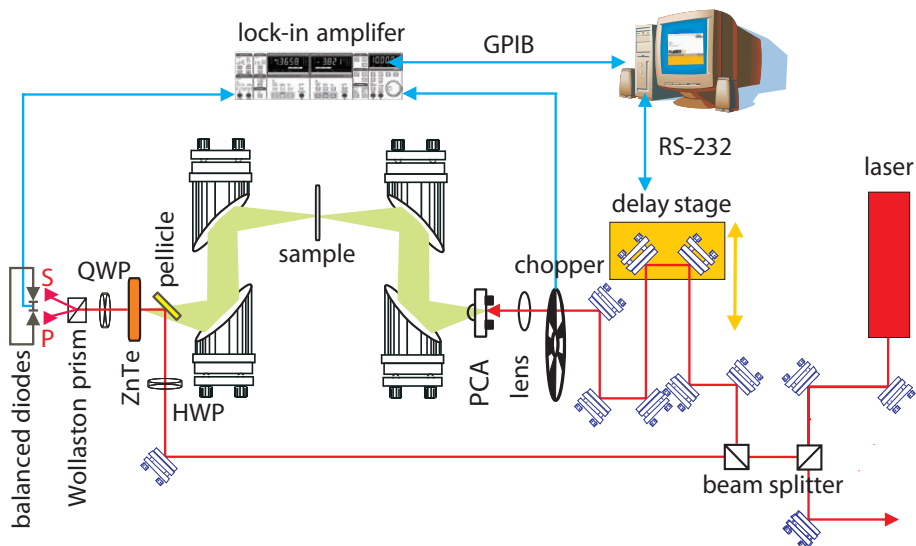 lock-in amplifer
GPIB
RS-232
laser
delay stage
sample
chopper
pellicle
QWP
S
P
balanced diodes
Wollaston prism
ZnTe
HWP
PCA
lens
beam splitter